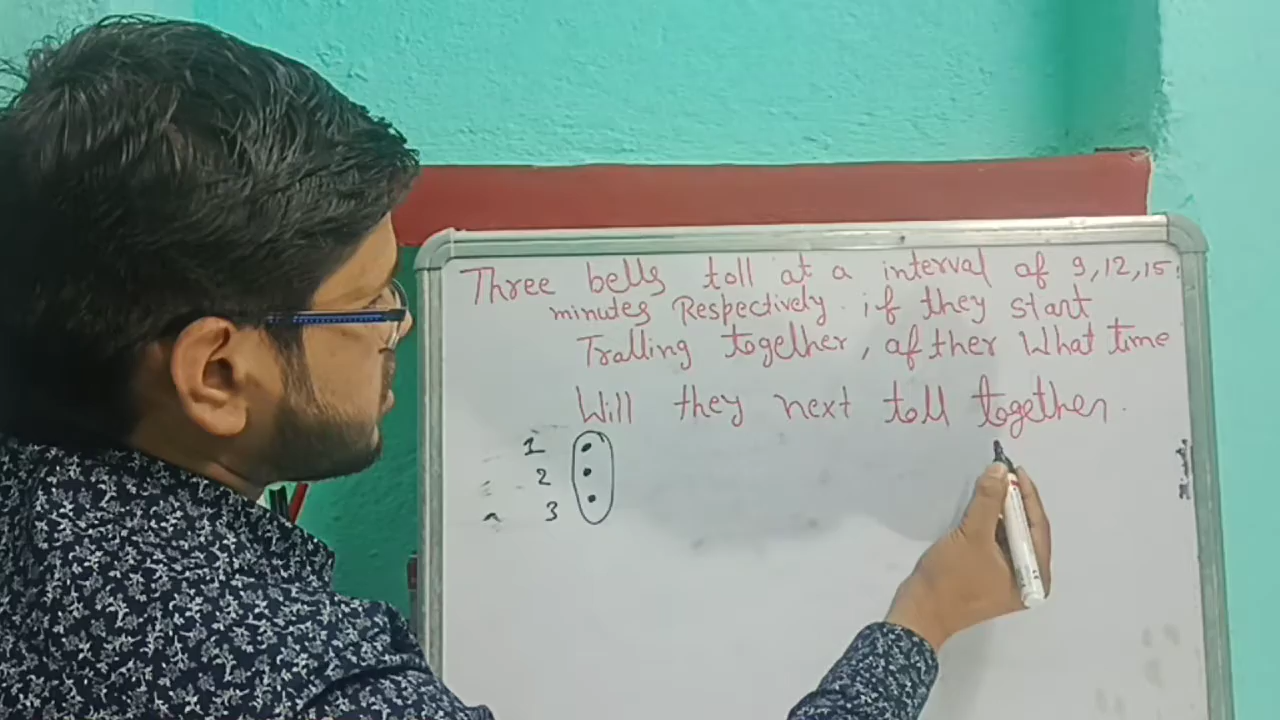 Three bells toll at a interval of 9, 12, 15
minutes Respectively. if they start
Tralling together, after What time
Will they next toll together.
1
2
3